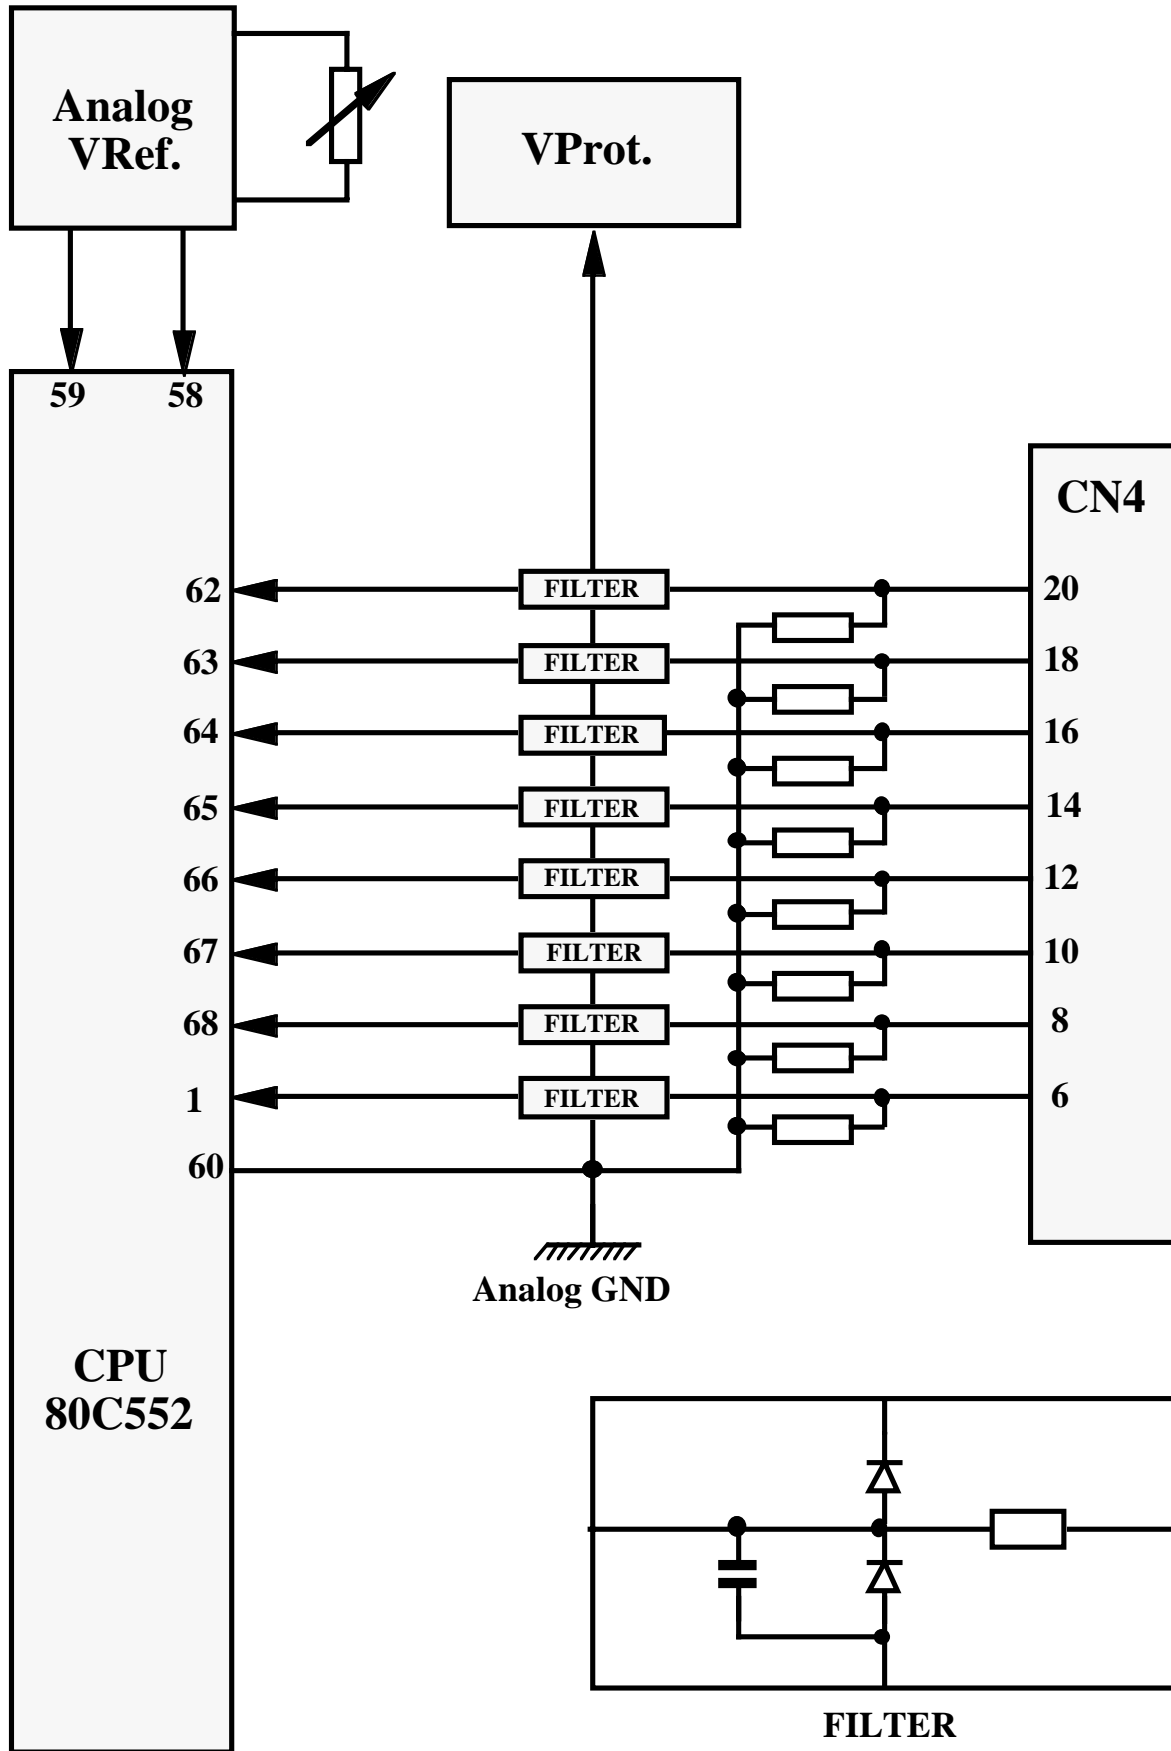 Analog
VRef.
VProt.
59 58
CN4
62 FILTER 20
63 FILTER 18
64 FILTER 16
65 FILTER 14
66 FILTER 12
67 FILTER 10
68 FILTER 8
1 FILTER 6
60
Analog GND
CPU
80C552
FILTER